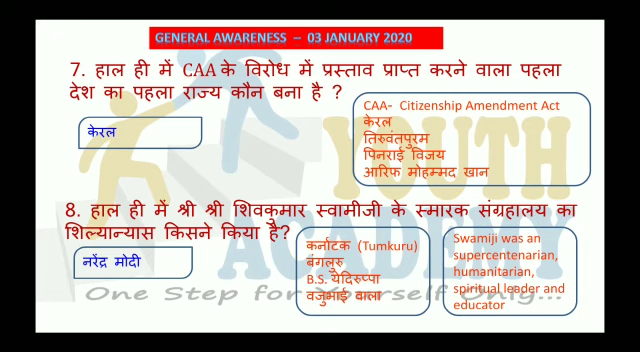 GENERAL AWARENESS – 03 JANUARY 2020
7. हाल ही में CAA के विरोध में प्रस्ताव प्राप्त करने वाला पहला
देश का पहला राज्य कौन बना है ?
केरल
CAA- Citizenship Amendment Act
केरल
तिरुवंतपुरम
पिनराई विजय
आरिफ मोहम्मद खान
8. हाल ही में श्री श्री शिवकुमार स्वामीजी के स्मारक संग्रहालय का
शिल्यान्यास किसने किया है?
नरेंद्र मोदी
कर्नाटक (Tumkuru)
बंगलुरु
B.S. येदिरुप्पा
वजुभाई वाला
Swamiji was an
supercentenarian,
humanitarian,
spiritual leader and
educator
YOUTH
ACADEMY
One Step for Yourself Only...